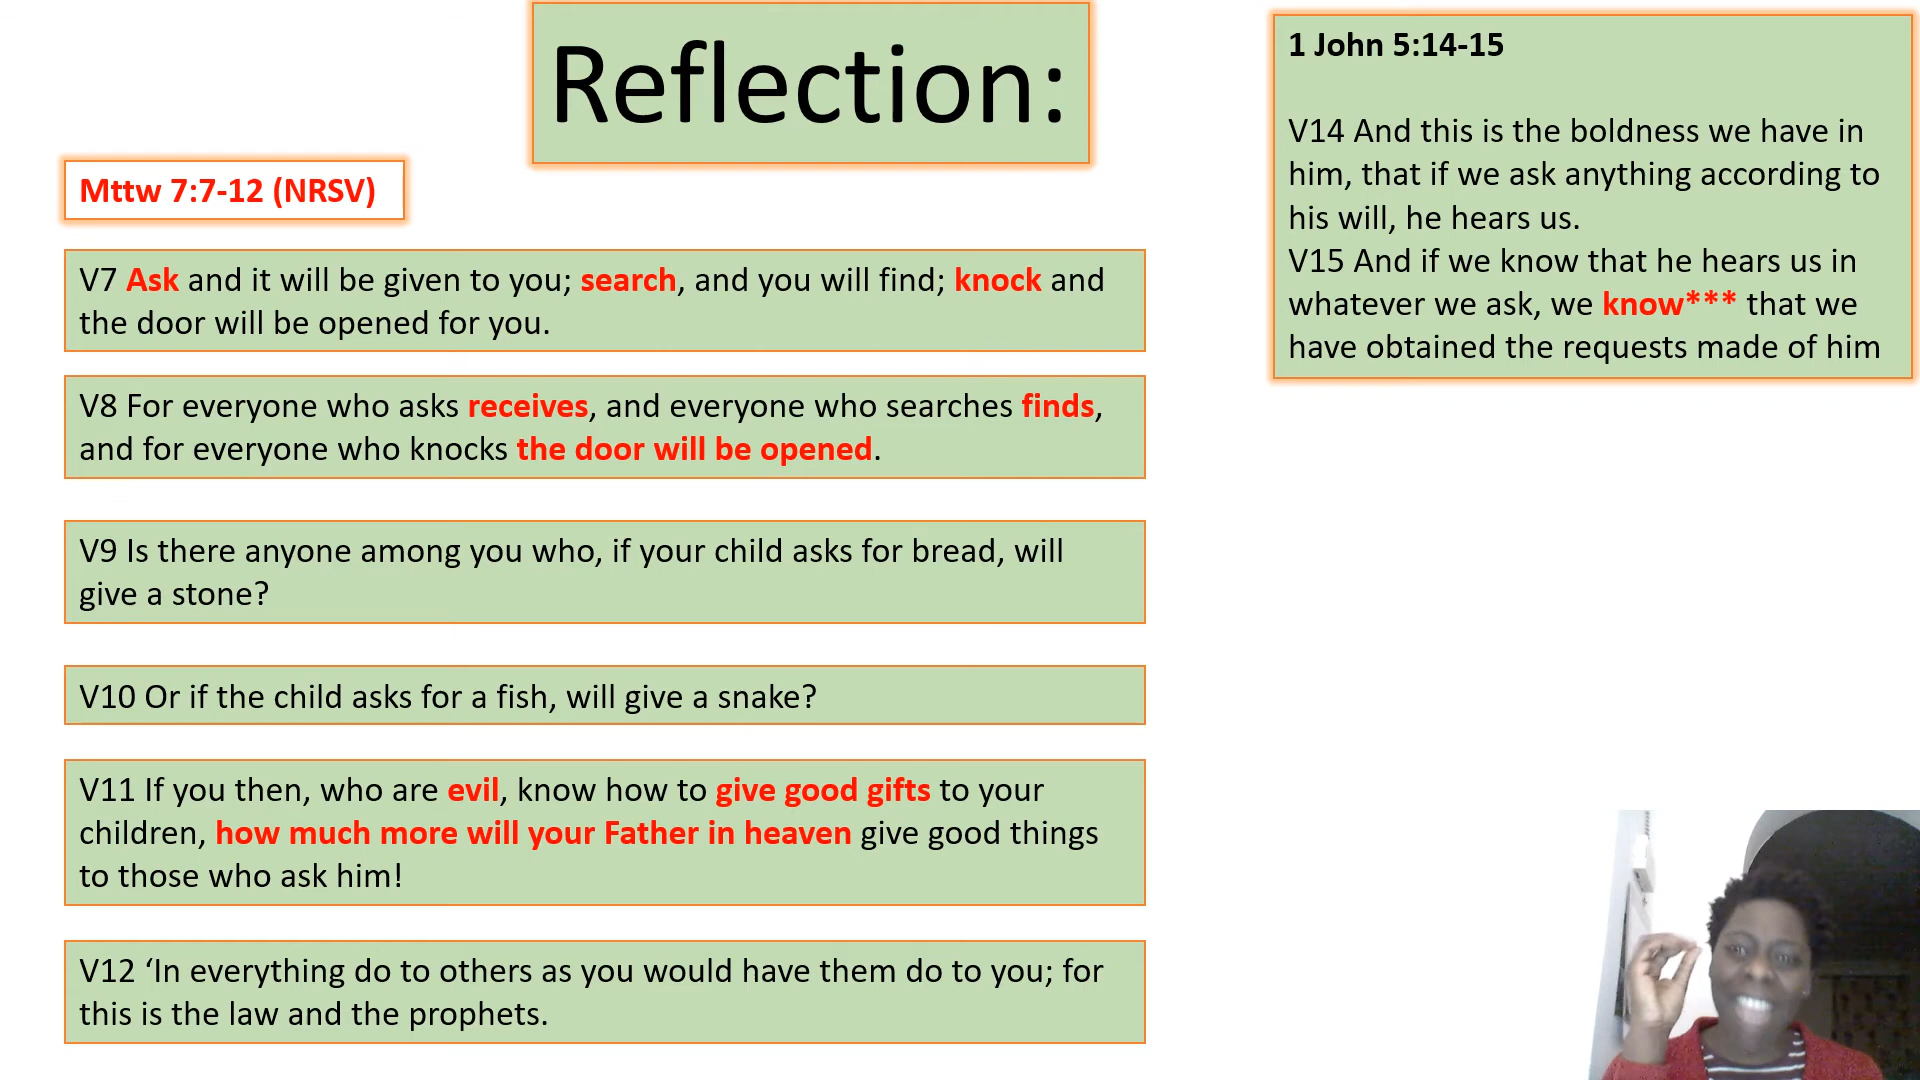 Reflection:
Mttw 7:7-12 (NRSV)
V7 Ask and it will be given to you; search, and you will find; knock and
the door will be opened for you.
V8 For everyone who asks receives, and everyone who searches finds,
and for everyone who knocks the door will be opened.
V9 Is there anyone among you who, if your child asks for bread, will
give a stone?
V10 Or if the child asks for a fish, will give a snake?
V11 If you then, who are evil, know how to give good gifts to your
children, how much more will your Father in heaven give good things
to those who ask him!
V12 ‘In everything do to others as you would have them do to you; for
this is the law and the prophets.
1 John 5:14-15
V14 And this is the boldness we have in
him, that if we ask anything according to
his will, he hears us.
V15 And if we know that he hears us in
whatever we ask, we know*** that we
have obtained the requests made of him